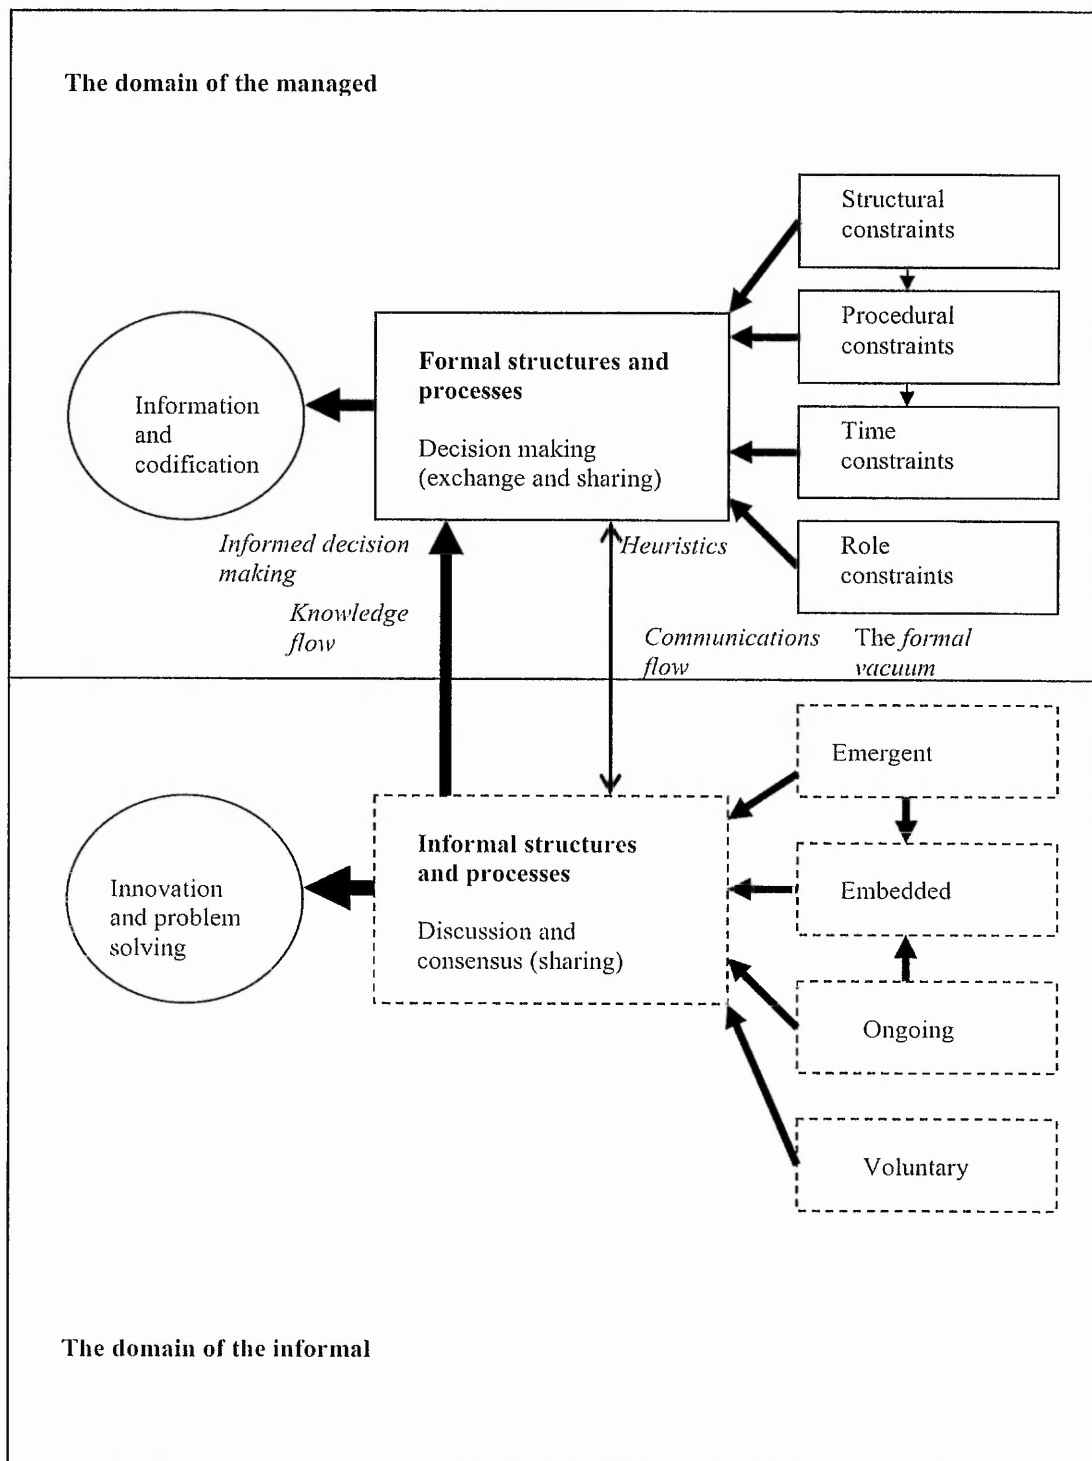 The domain of the managed
Structural
constraints
Procedural
constraints
Formal structures and
processes
Decision making
(exchange and sharing)
Information
and
codification
Time
constraints
Role
constraints
Informed decision
making
Heuristics
Knowledge
flow
Communications
flow
The formal
vacuum
Emergent
Informal structures
and processes
Discussion and
consensus (sharing)
Innovation
and problem
solving
Embedded
Ongoing
Voluntary
The domain of the informal